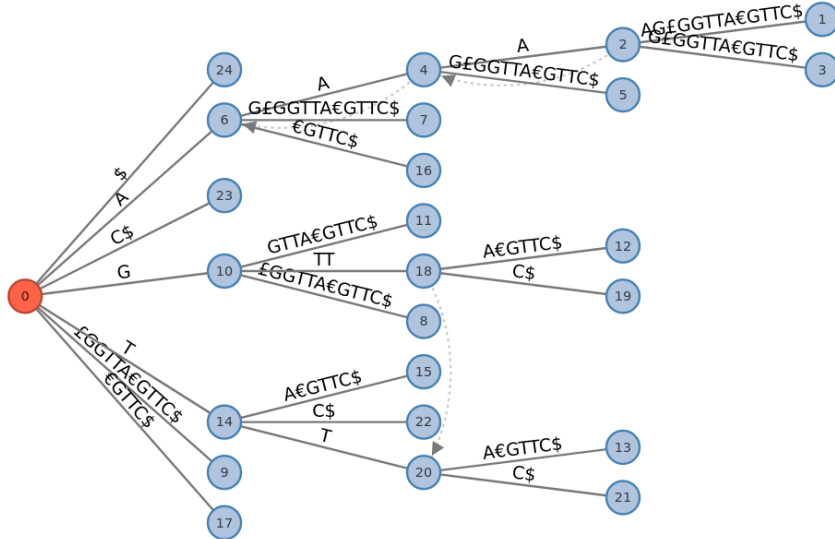 1
AG£GGTTA€GTTC$
A
2
G£GGTTA€GTTC$
3
24
A
4
G£GGTTA€GTTC$
5
6
G£GGTTA€GTTC$
7
€GTTC$
16
$
A
23
C$
11
GTTA€GTTC$
A€GTTC$
12
0
G
10
TT
18
C$
19
£GGTTA€GTTC$
8
T
A€GTTC$
15
£GGTTA€GTTC$
14
C$
22
€GTTC$
T
A€GTTC$
13
9
20
C$
21
17